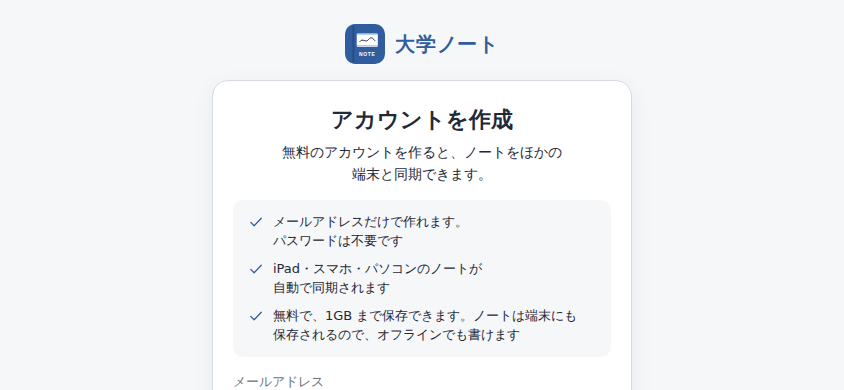 NOTE
大学ノート
アカウントを作成
無料のアカウントを作ると、ノートをほかの
端末と同期できます。
メールアドレスだけで作れます。
パスワードは不要です
iPad・スマホ・パソコンのノートが
自動で同期されます
無料で、1GB まで保存できます。ノートは端末にも
保存されるので、オフラインでも書けます
メールアドレス